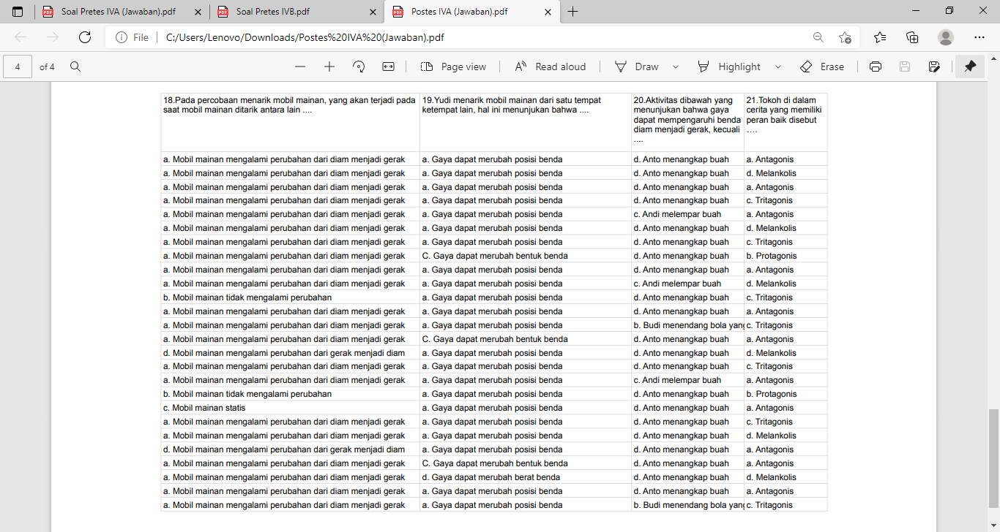 Soal Pretes IVA (Jawaban).pdf
Soal Pretes IVB.pdf
Postes IVA (Jawaban).pdf
File
C:/Users/Lenovo/Downloads/Postes%20IVA%20(Jawaban).pdf
4 of 4
Page view
Read aloud
Draw
Highlight
Erase
18.Pada percobaan menarik mobil mainan, yang akan terjadi pada
saat mobil mainan ditarik antara lain ....
19.Yudi menarik mobil mainan dari satu tempat
ketempat lain, hal ini menunjukan bahwa ....
20.Aktivitas dibawah yang
menunjukan bahwa gaya
dapat mempengaruhi benda
diam menjadi gerak, kecuali
....
21.Tokoh di dalam
cerita yang memiliki
peran baik disebut
....
a. Mobil mainan mengalami perubahan dari diam menjadi gerak a. Gaya dapat merubah posisi benda d. Anto menangkap buah a. Antagonis
a. Mobil mainan mengalami perubahan dari diam menjadi gerak a. Gaya dapat merubah posisi benda d. Anto menangkap buah d. Melankolis
a. Mobil mainan mengalami perubahan dari diam menjadi gerak a. Gaya dapat merubah posisi benda d. Anto menangkap buah a. Antagonis
a. Mobil mainan mengalami perubahan dari diam menjadi gerak a. Gaya dapat merubah posisi benda d. Anto menangkap buah c. Tritagonis
a. Mobil mainan mengalami perubahan dari diam menjadi gerak a. Gaya dapat merubah posisi benda c. Andi melempar buah a. Antagonis
a. Mobil mainan mengalami perubahan dari diam menjadi gerak a. Gaya dapat merubah posisi benda d. Anto menangkap buah d. Melankolis
a. Mobil mainan mengalami perubahan dari diam menjadi gerak a. Gaya dapat merubah posisi benda d. Anto menangkap buah c. Tritagonis
a. Mobil mainan mengalami perubahan dari diam menjadi gerak C. Gaya dapat merubah bentuk benda d. Anto menangkap buah b. Protagonis
a. Mobil mainan mengalami perubahan dari diam menjadi gerak a. Gaya dapat merubah posisi benda d. Anto menangkap buah a. Antagonis
a. Mobil mainan mengalami perubahan dari diam menjadi gerak a. Gaya dapat merubah posisi benda c. Andi melempar buah d. Melankolis
b. Mobil mainan tidak mengalami perubahan a. Gaya dapat merubah posisi benda d. Anto menangkap buah c. Tritagonis
a. Mobil mainan mengalami perubahan dari diam menjadi gerak a. Gaya dapat merubah posisi benda d. Anto menangkap buah a. Antagonis
a. Mobil mainan mengalami perubahan dari diam menjadi gerak a. Gaya dapat merubah posisi benda b. Budi menendang bola yang c. Tritagonis
a. Mobil mainan mengalami perubahan dari diam menjadi gerak C. Gaya dapat merubah bentuk benda d. Anto menangkap buah a. Antagonis
d. Mobil mainan mengalami perubahan dari gerak menjadi diam a. Gaya dapat merubah posisi benda d. Anto menangkap buah d. Melankolis
a. Mobil mainan mengalami perubahan dari diam menjadi gerak a. Gaya dapat merubah posisi benda d. Anto menangkap buah c. Tritagonis
a. Mobil mainan mengalami perubahan dari diam menjadi gerak a. Gaya dapat merubah posisi benda c. Andi melempar buah a. Antagonis
b. Mobil mainan tidak mengalami perubahan a. Gaya dapat merubah posisi benda d. Anto menangkap buah b. Protagonis
c. Mobil mainan statis a. Gaya dapat merubah posisi benda d. Anto menangkap buah a. Antagonis
a. Mobil mainan mengalami perubahan dari diam menjadi gerak a. Gaya dapat merubah posisi benda d. Anto menangkap buah c. Tritagonis
a. Mobil mainan mengalami perubahan dari diam menjadi gerak a. Gaya dapat merubah posisi benda d. Anto menangkap buah d. Melankolis
d. Mobil mainan mengalami perubahan dari gerak menjadi diam a. Gaya dapat merubah posisi benda d. Anto menangkap buah a. Antagonis
a. Mobil mainan mengalami perubahan dari diam menjadi gerak C. Gaya dapat merubah bentuk benda d. Anto menangkap buah a. Antagonis
a. Mobil mainan mengalami perubahan dari diam menjadi gerak d. Gaya dapat merubah berat benda d. Anto menangkap buah d. Melankolis
a. Mobil mainan mengalami perubahan dari diam menjadi gerak a. Gaya dapat merubah posisi benda d. Anto menangkap buah a. Antagonis
a. Mobil mainan mengalami perubahan dari diam menjadi gerak a. Gaya dapat merubah posisi benda b. Budi menendang bola yang c. Tritagonis